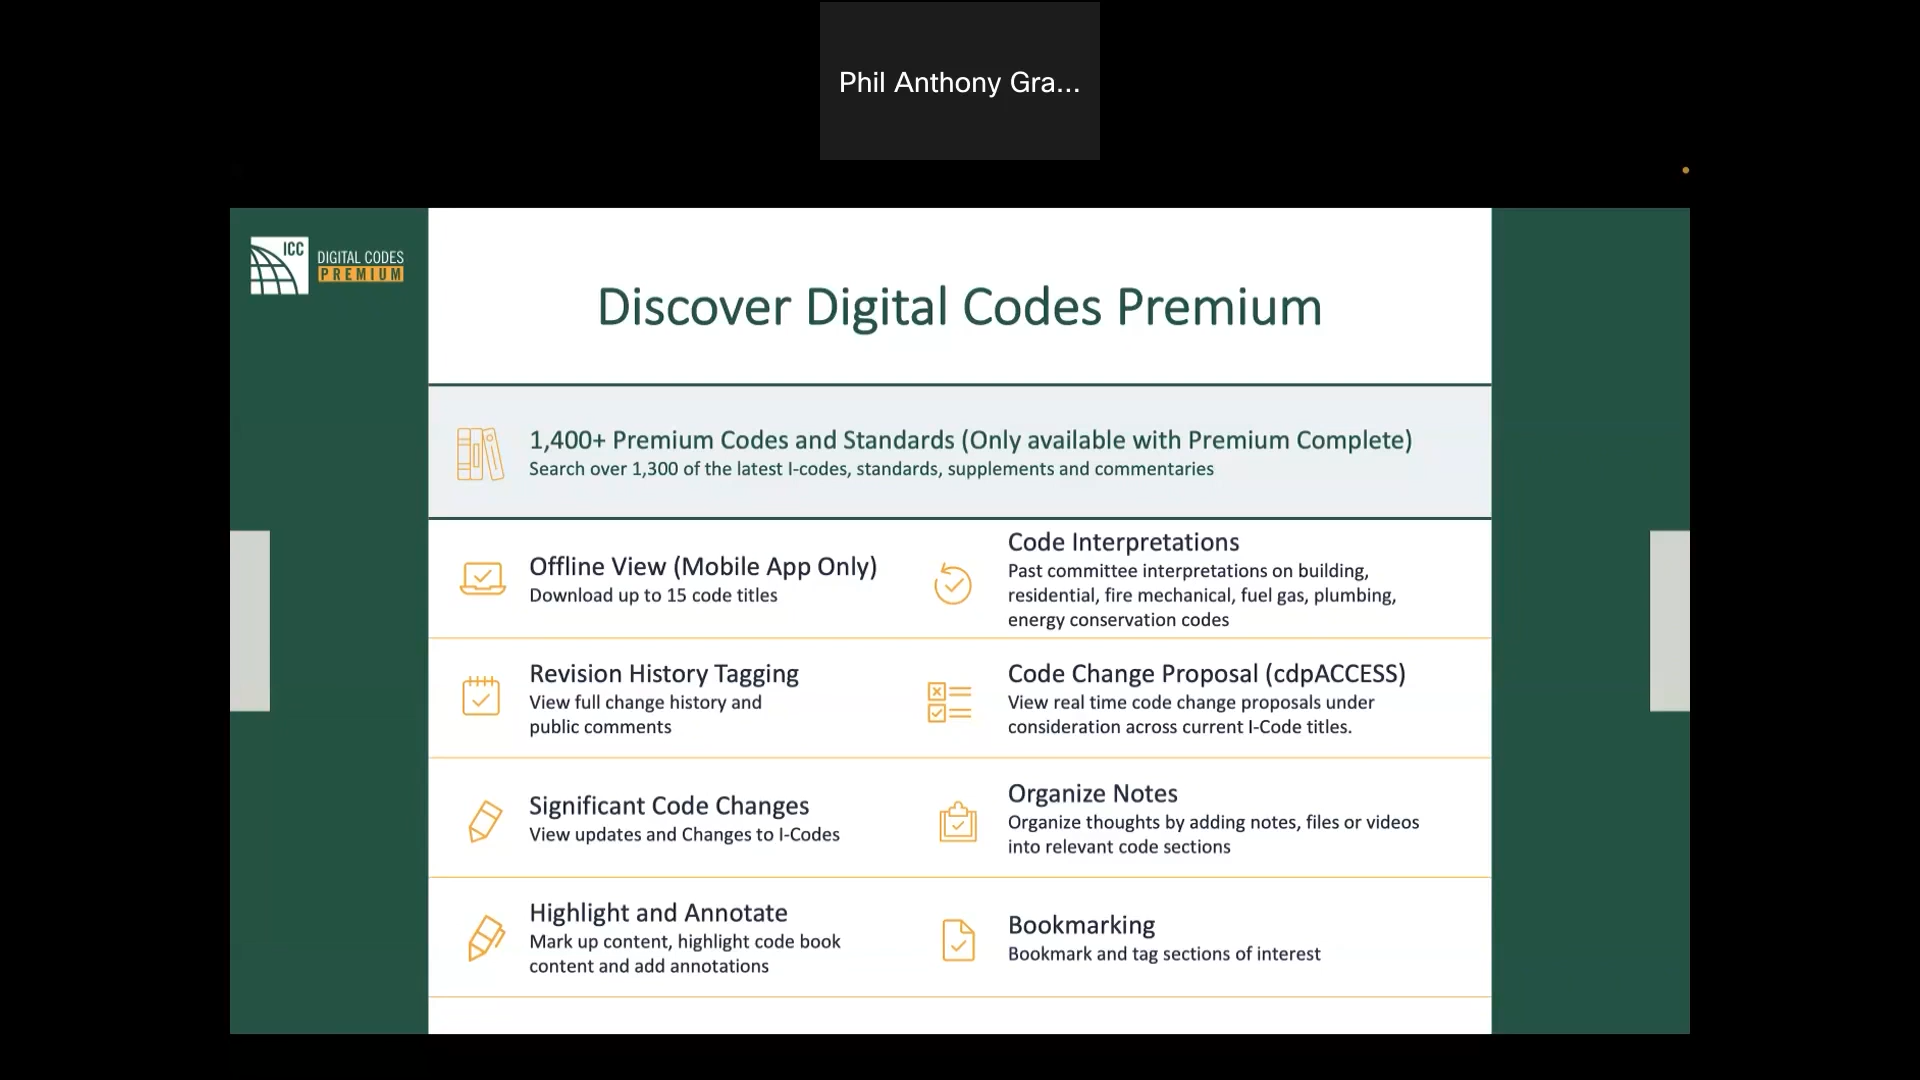 Phil Anthony Gra...
ICC
DIGITAL CODES
PREMIUM
Discover Digital Codes Premium
1,400+ Premium Codes and Standards (Only available with Premium Complete)
Search over 1,300 of the latest I-codes, standards, supplements and commentaries
Offline View (Mobile App Only)
Download up to 15 code titles
Code Interpretations
Past committee interpretations on building,
residential, fire mechanical, fuel gas, plumbing,
energy conservation codes
Revision History Tagging
View full change history and
public comments
Code Change Proposal (cdpACCESS)
View real time code change proposals under
consideration across current I-Code titles.
Significant Code Changes
View updates and Changes to I-Codes
Organize Notes
Organize thoughts by adding notes, files or videos
into relevant code sections
Highlight and Annotate
Mark up content, highlight code book
content and add annotations
Bookmarking
Bookmark and tag sections of interest